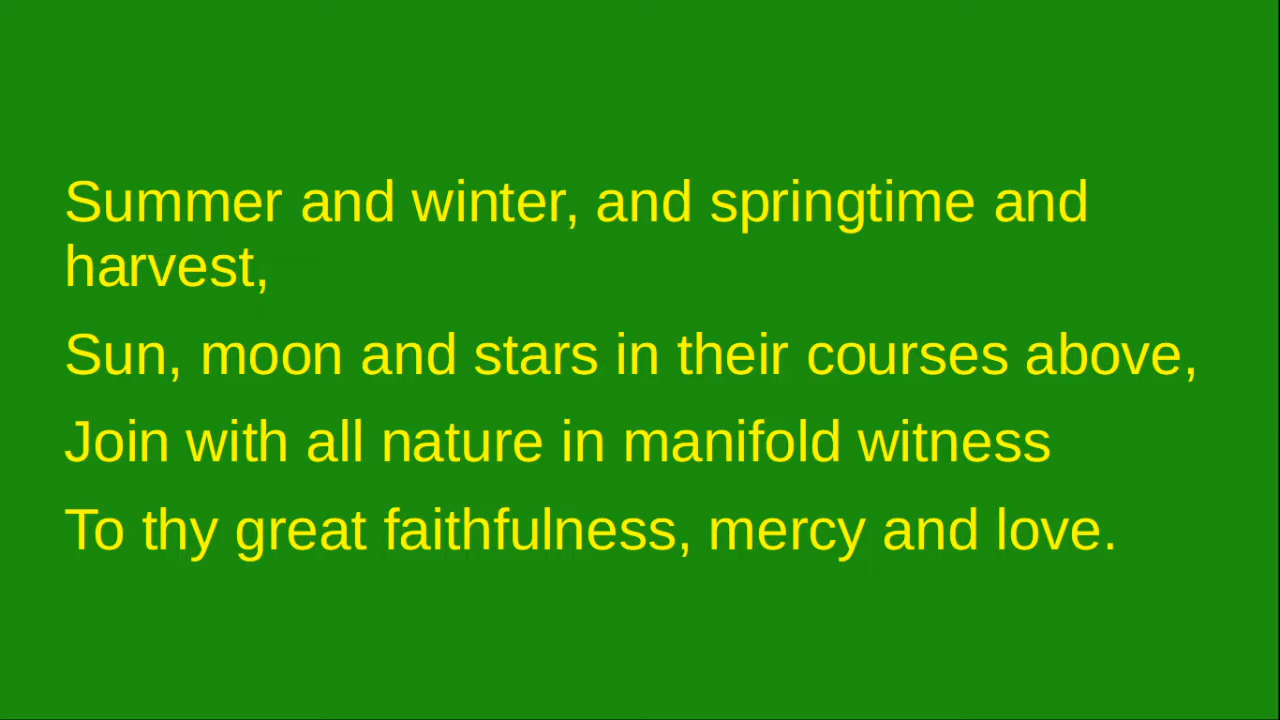 Summer and winter, and springtime and
harvest,
Sun, moon and stars in their courses above,
Join with all nature in manifold witness
To thy great faithfulness, mercy and love.